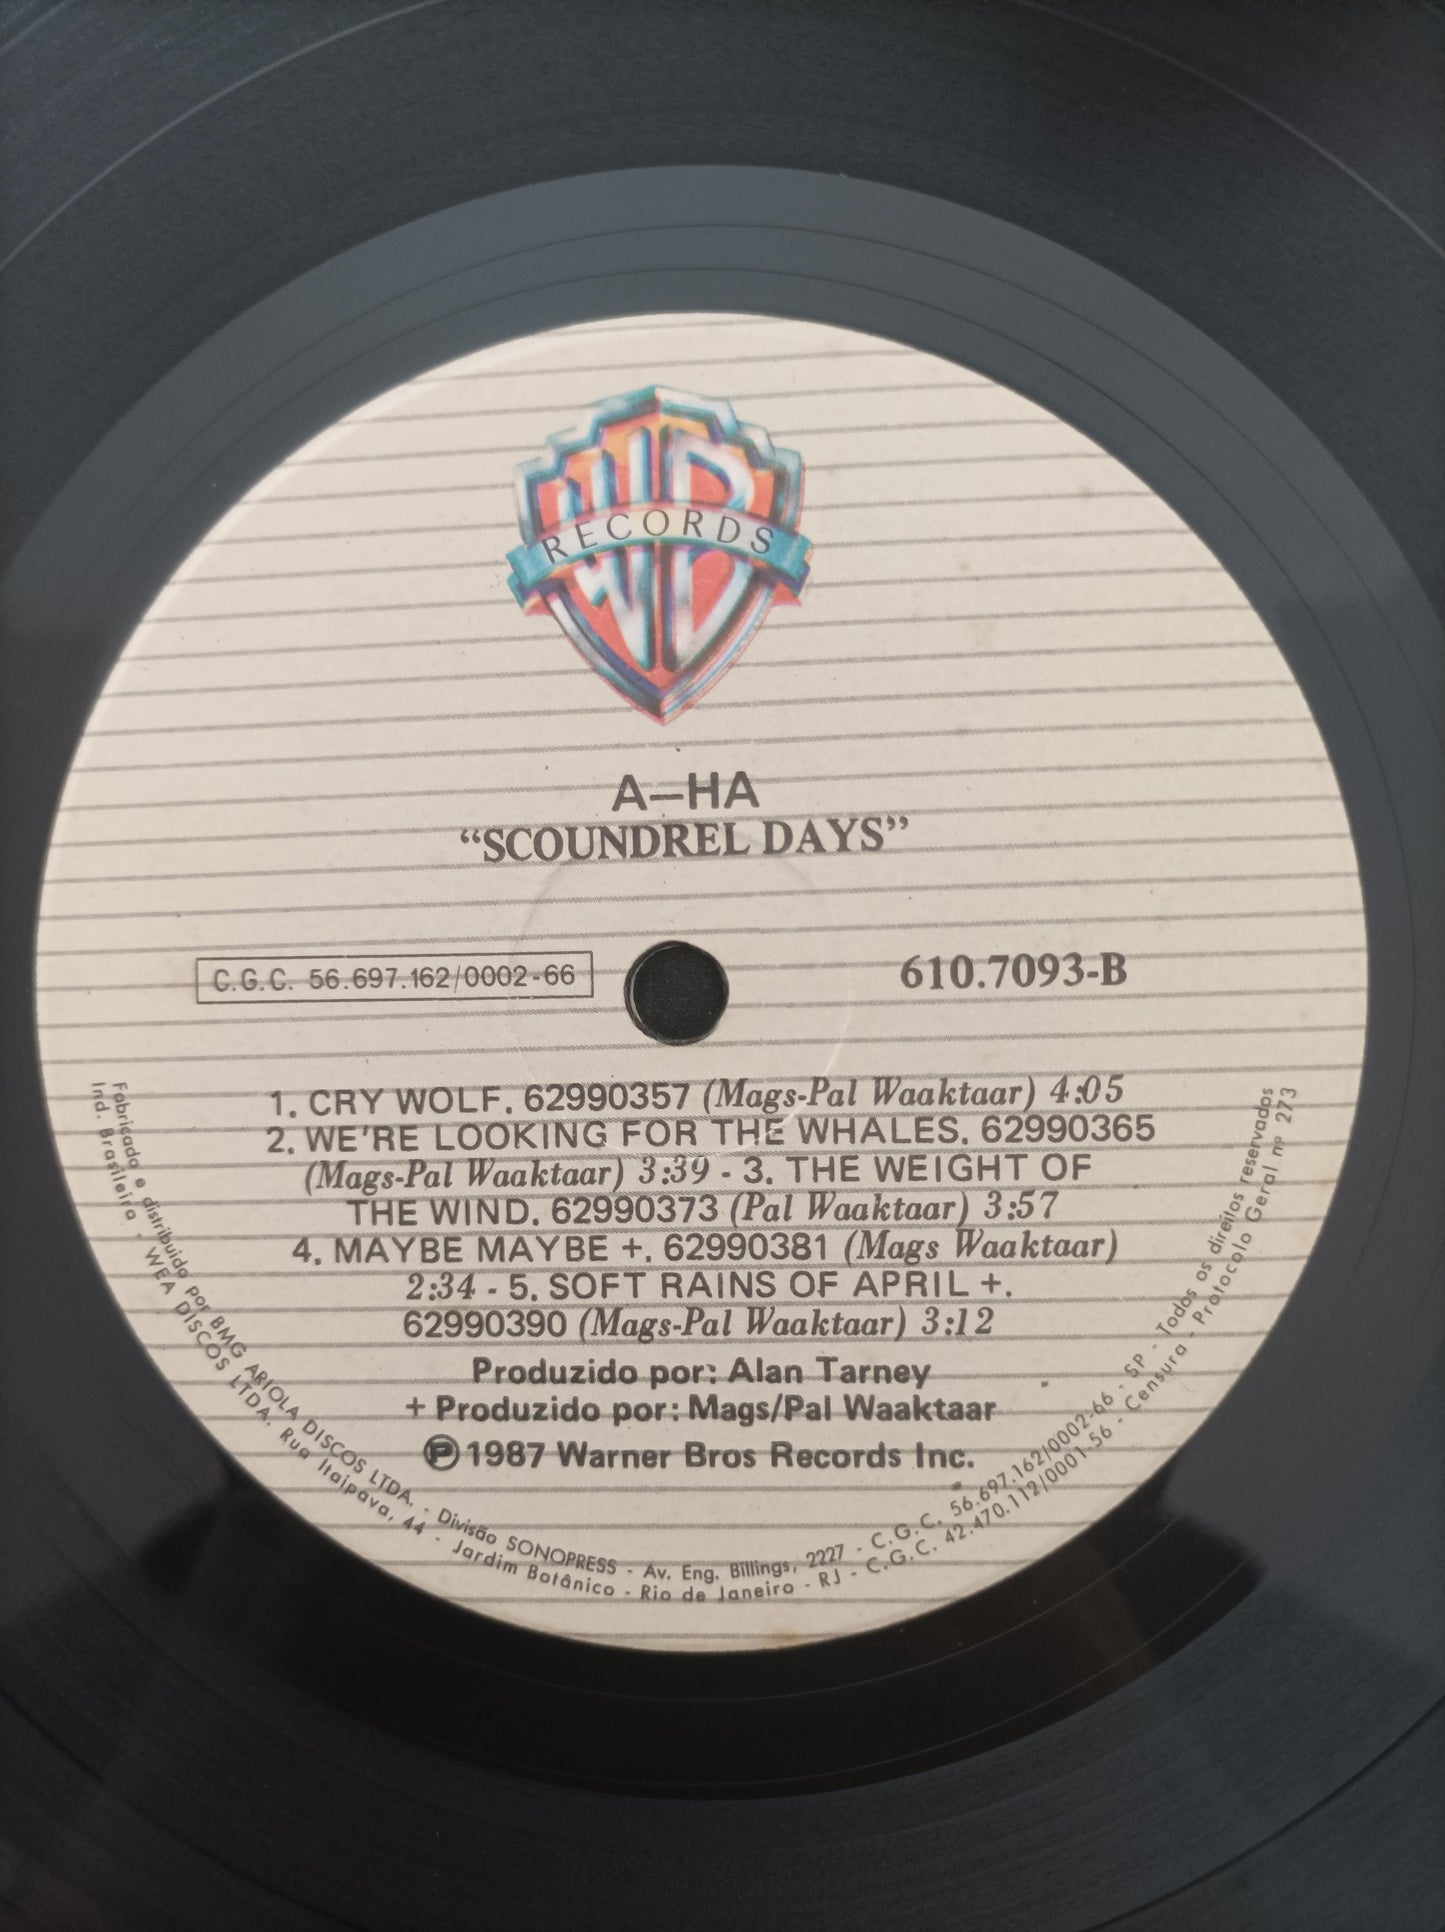 WB
RECORDS
A-HA
“SCOUNDREL DAYS”
C.G.C. 56.697.162/0002-66
610.7093-B
1. CRY WOLF. 62990357 (Mags-Pal Waaktaar) 4:05
2. WE'RE LOOKING FOR THE WHALES. 62990365
(Mags-Pal Waaktaar) 3:39 - 3. THE WEIGHT OF
THE WIND. 62990373 (Pal Waaktaar) 3:57
4. MAYBE MAYBE +. 62990381 (Mags Waaktaar)
2:34 - 5. SOFT RAINS OF APRIL +.
62990390 (Mags-Pal Waaktaar) 3:12
Produzido por: Alan Tarney
+ Produzido por: Mags/Pal Waaktaar
℗ 1987 Warner Bros Records Inc.
Fabricado e distribuido por BMG ARIOLA DISCOS LTDA. - Divisão SONOPRESS - Av. Eng. Billings, 2227 - C.G.C. 56.697.162/0002-66 - SP - Todos os direitos reservados
Ind. Brasileira - WEA DISCOS LTDA. Rua Itaipava, 44 - Jardim Botânico - Rio de Janeiro - RJ - C.G.C. 42.470.112/0001-56 - Censura - Protocolo Geral nº 273